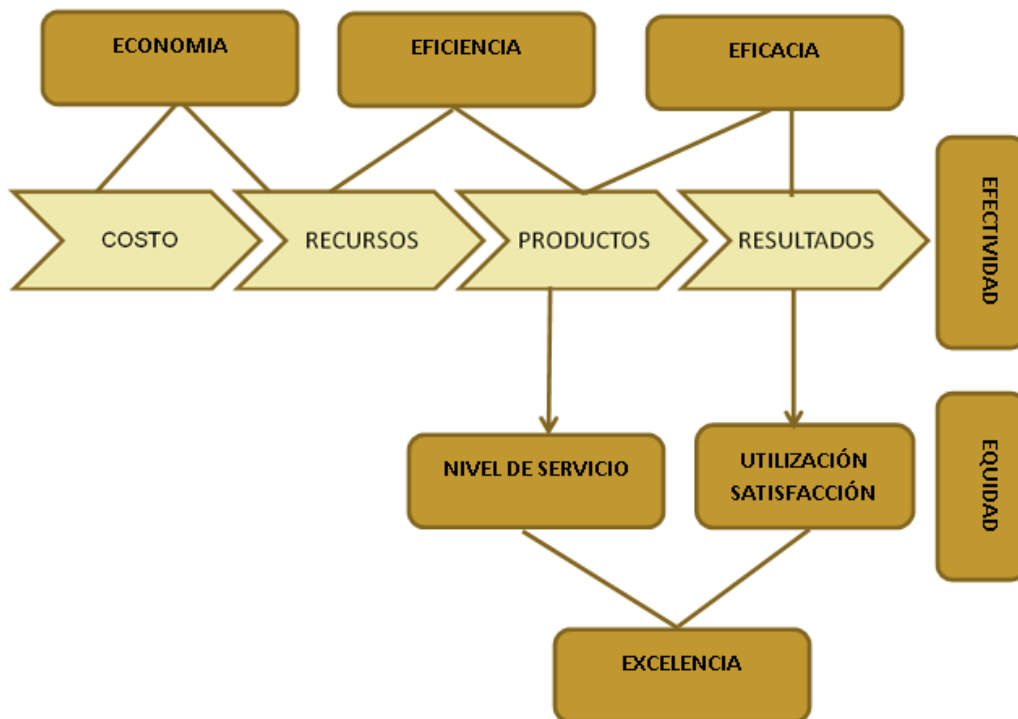 ECONOMIA
EFICIENCIA
EFICACIA
COSTO
RECURSOS
PRODUCTOS
RESULTADOS
EFECTIVIDAD
NIVEL DE SERVICIO
UTILIZACIÓN
SATISFACCIÓN
EQUIDAD
EXCELENCIA